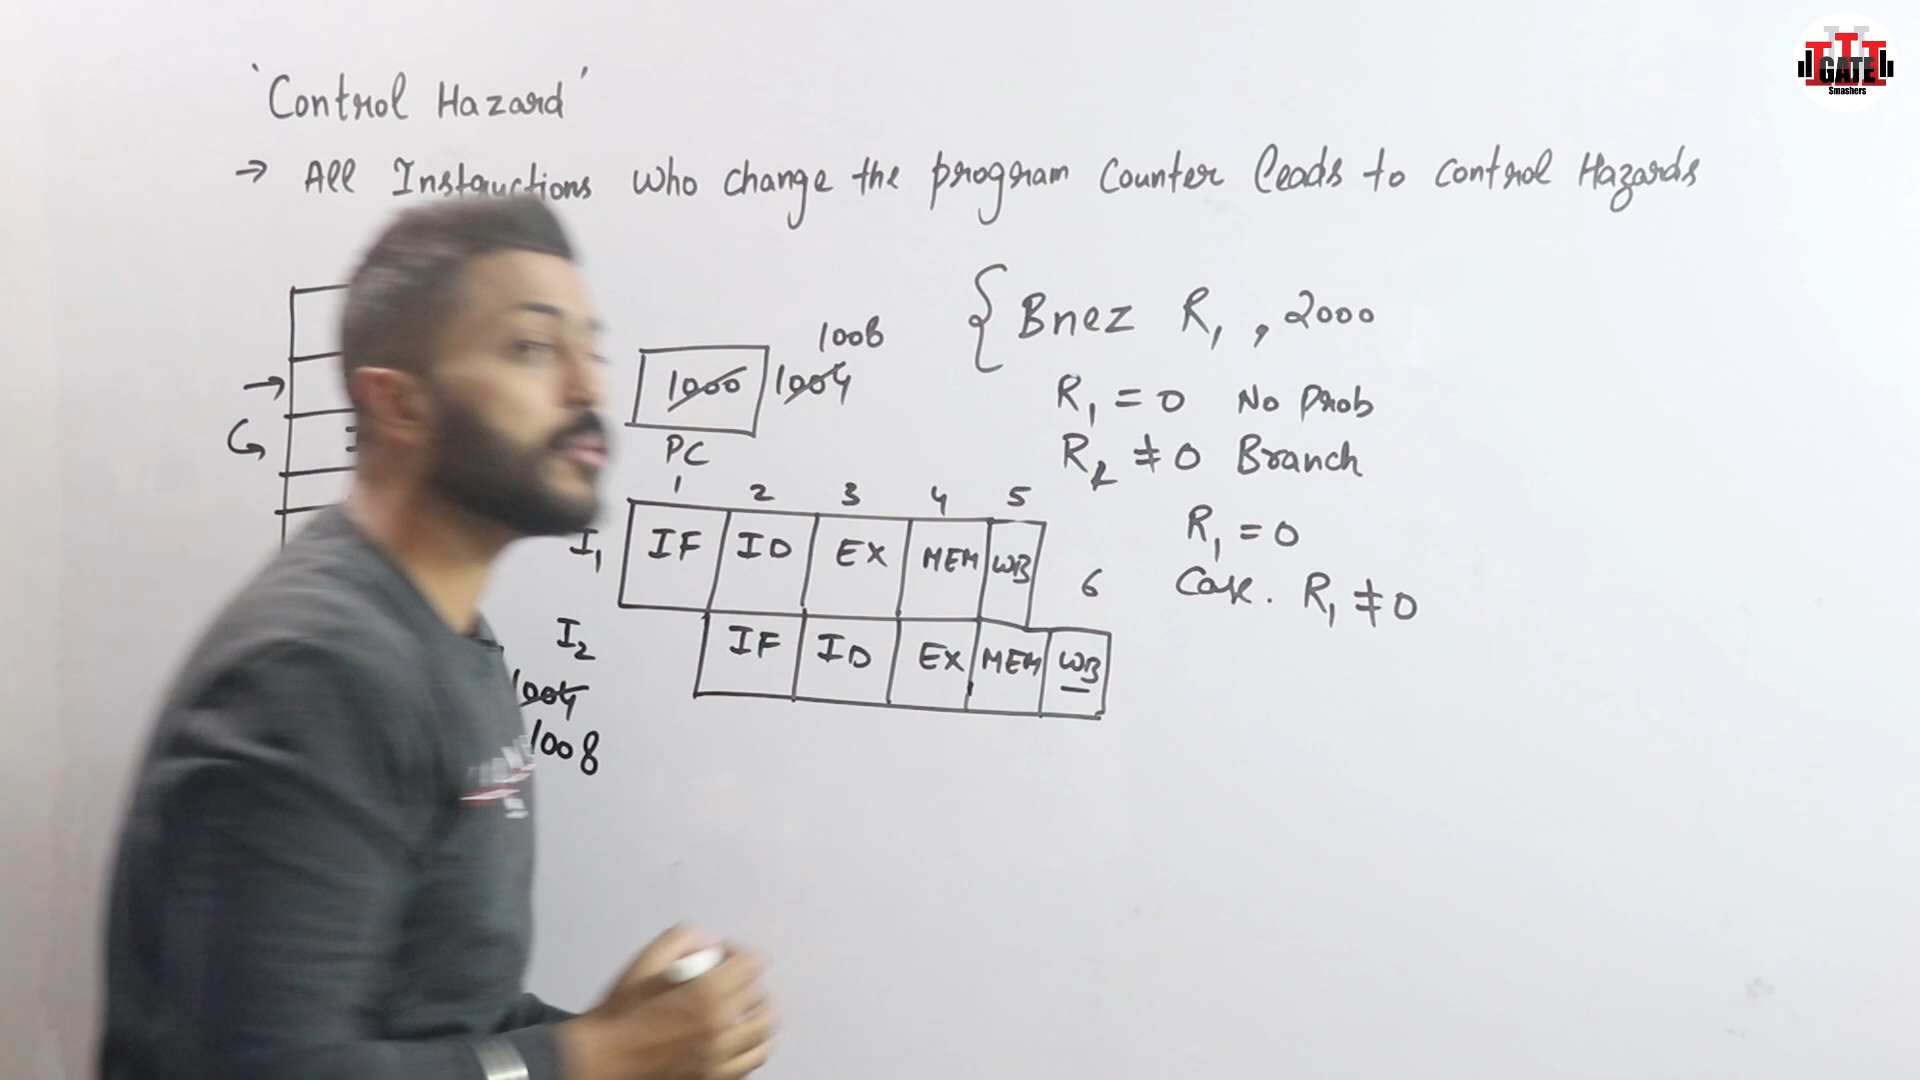 'Control Hazard'
→ All Instructions who change the program Counter leads to control Hazards
1008
1000 1004
PC
{ Bnez R1 , 2000
R1 = 0 No Prob
R1 ≠ 0 Branch
R1 = 0
Case. R1 ≠ 0
1 2 3 4 5
I1 IF ID EX MEM WB
6
I2 IF ID EX MEM WB
1004
1008
GATE
Smashers